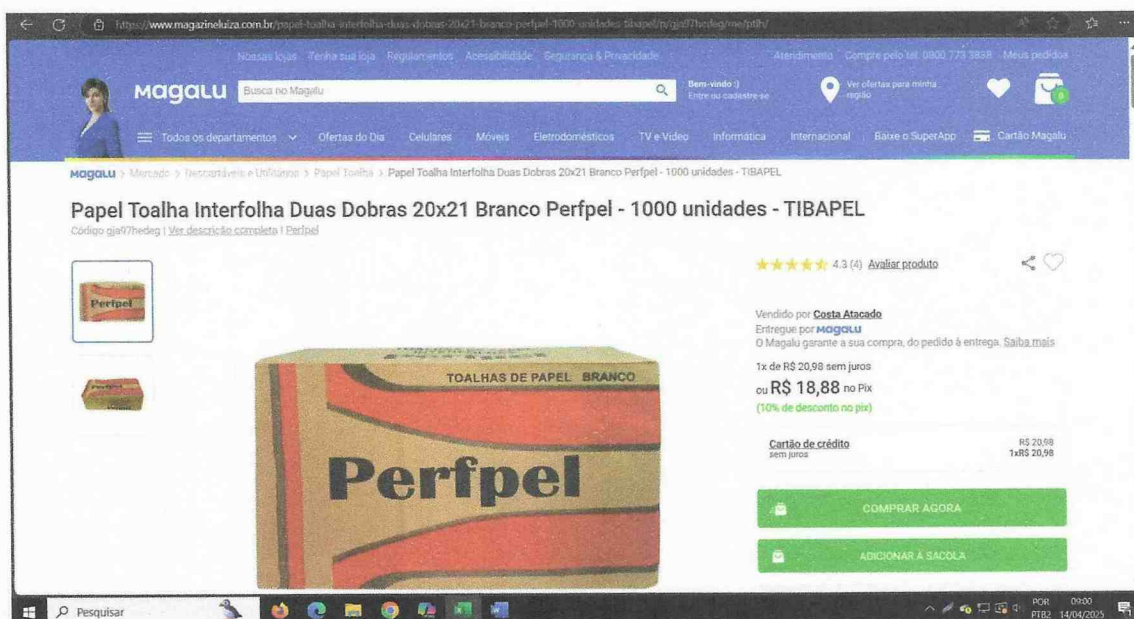 https://www.magazineluiza.com.br/papel-toalha-interfolha-duas-dobras-20x21-branco-perfpel-1000-unidades-tibapel/p/gja97hedeg/me/ptlh/
Nossas lojas Tenha sua loja Regulamentos Acessibilidade Segurança & Privacidade Atendimento Compre pelo tel. 0800 773 3838 Meus pedidos
Magalu Busca no Magalu Bem-vindo :) Ver ofertas para minha
Entre ou cadastre-se região
0
Todos os departamentos Ofertas do Dia Celulares Móveis Eletrodomésticos TV e Vídeo Informática Internacional Baixe o SuperApp Cartão Magalu
Magalu > Mercado > Descartáveis e Utilitários > Papel Toalha > Papel Toalha Interfolha Duas Dobras 20x21 Branco Perfpel - 1000 unidades - TIBAPEL
Papel Toalha Interfolha Duas Dobras 20x21 Branco Perfpel - 1000 unidades - TIBAPEL
Código gja97hedeg | Ver descrição completa | Perfpel
4.3 (4) Avaliar produto
Perfpel
Vendido por Costa Atacado
Entregue por Magalu
O Magalu garante a sua compra, do pedido à entrega. Saiba mais
1x de R$ 20,98 sem juros
ou R$ 18,88 no Pix
(10% de desconto no pix)
TOALHAS DE PAPEL BRANCO
Perfpel
Cartão de crédito R$ 20,98
sem juros 1xR$ 20,98
COMPRAR AGORA
ADICIONAR À SACOLA
Pesquisar
POR 09:00
PTB2 14/04/2025